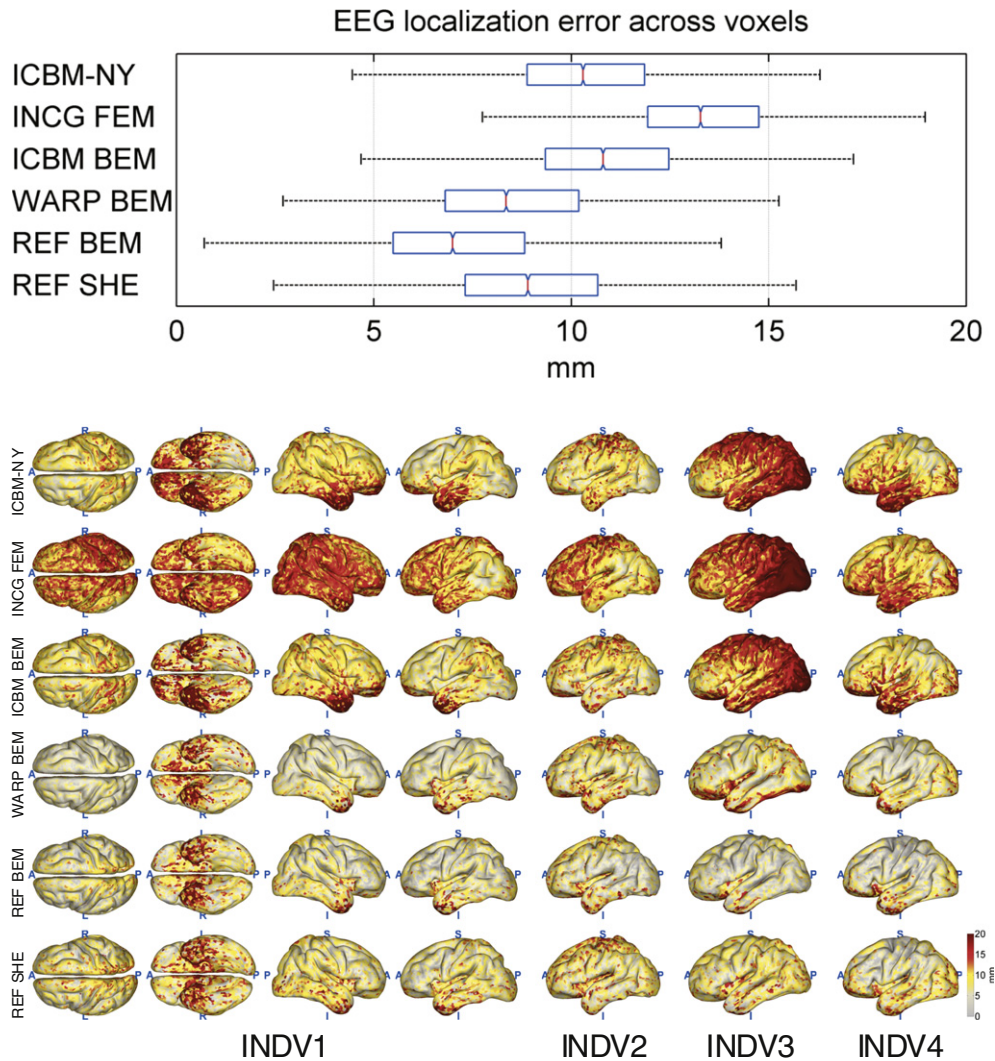 EEG localization error across voxels
ICBM-NY
INCG FEM
ICBM BEM
WARP BEM
REF BEM
REF SHE
0 5 10 15 20
mm
R L S S S S S
ICBM-NY A P A P P A A P A P A P
L R I I I I I
INCG FEM R L S S S S S
A P A P P A A P A P A P
L R I I I I I
ICBM BEM R L S S S S S
A P A P P A A P A P A P
L R I I I I I
WARP BEM R L S S S S S
A P A P P A A P A P A P
L R I I I I I
REF BEM R L S S S S S
A P A P P A A P A P A P
L R I I I I I
REF SHE R L S S S S S
A P A P P A A P A P A P
L R I I I I I
20
15
10
5
0
mm
INDV1 INDV2 INDV3 INDV4